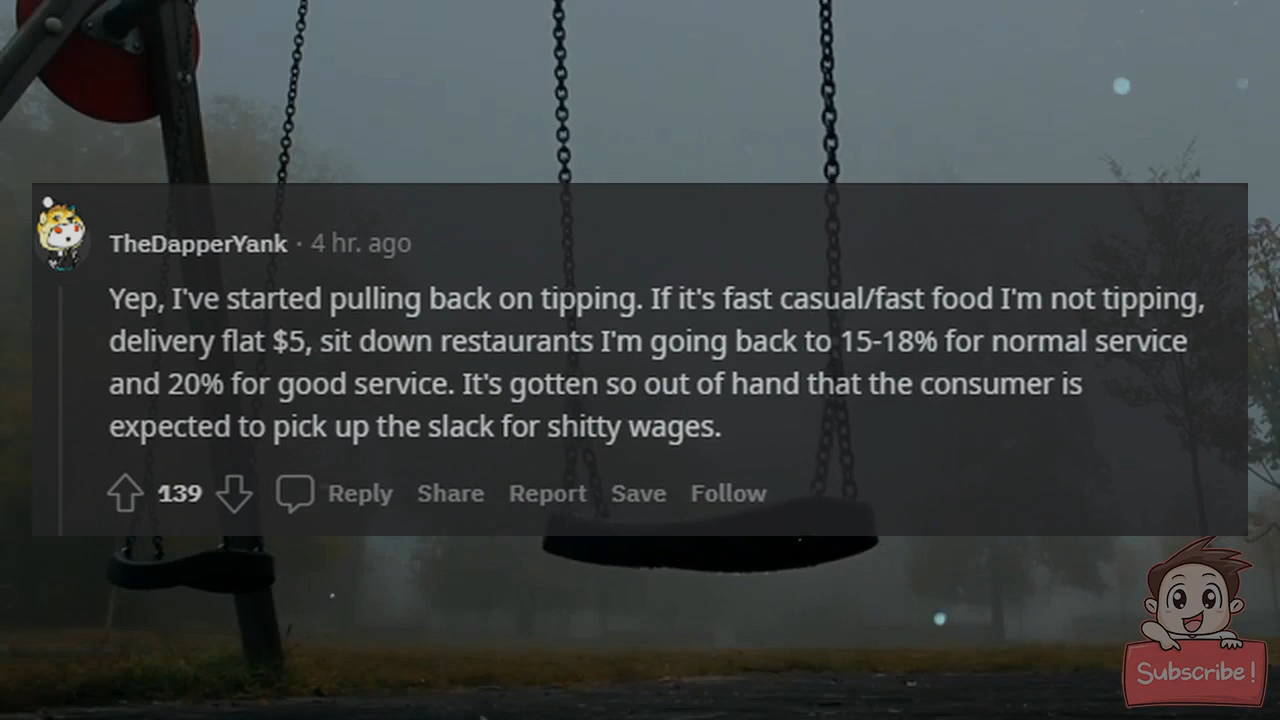 TheDapperYank · 4 hr. ago
Yep, I've started pulling back on tipping. If it's fast casual/fast food I'm not tipping,
delivery flat $5, sit down restaurants I'm going back to 15-18% for normal service
and 20% for good service. It's gotten so out of hand that the consumer is
expected to pick up the slack for shitty wages.
139 Reply Share Report Save Follow
Subscribe!